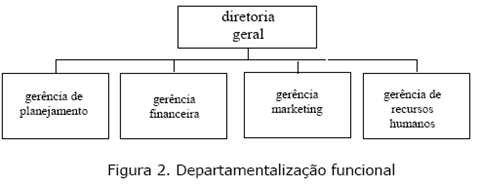 diretoria
geral
gerência de
planejamento
gerência
financeira
gerência
marketing
gerência de
recursos
humanos
Figura 2. Departamentalização funcional